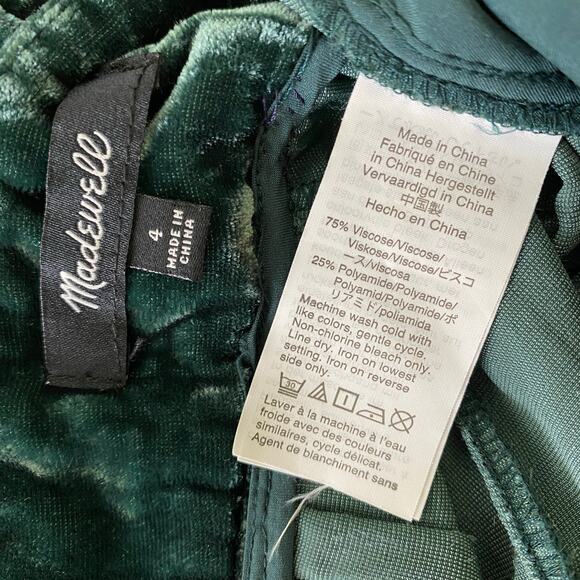 Madewell
4
MADE IN
CHINA
Made in China
Fabriqué en Chine
in China Hergestellt
Vervaardigd in China
中国製
Hecho en China
75% Viscose/Viscose/
Viskose/Viscose/ビスコ
ース/viscosa
25% Polyamide/Polyamide/
Polyamid/Polyamide/ポ
リアミド/poliamida
Machine wash cold with
like colors, gentle cycle.
Non-chlorine bleach only.
Line dry. Iron on lowest
setting. Iron on reverse
side only.
30
Laver à la machine à l'eau
froide avec des couleurs
similaires, cycle délicat.
Agent de blanchiment sans